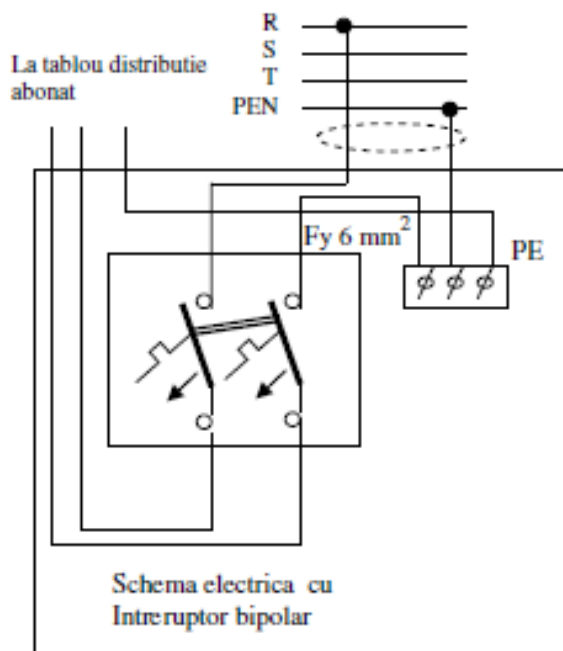 R
S
La tablou distributie
abonat
T
PEN
Fy 6 mm²
PE
Schema electrica cu
Intreruptor bipolar